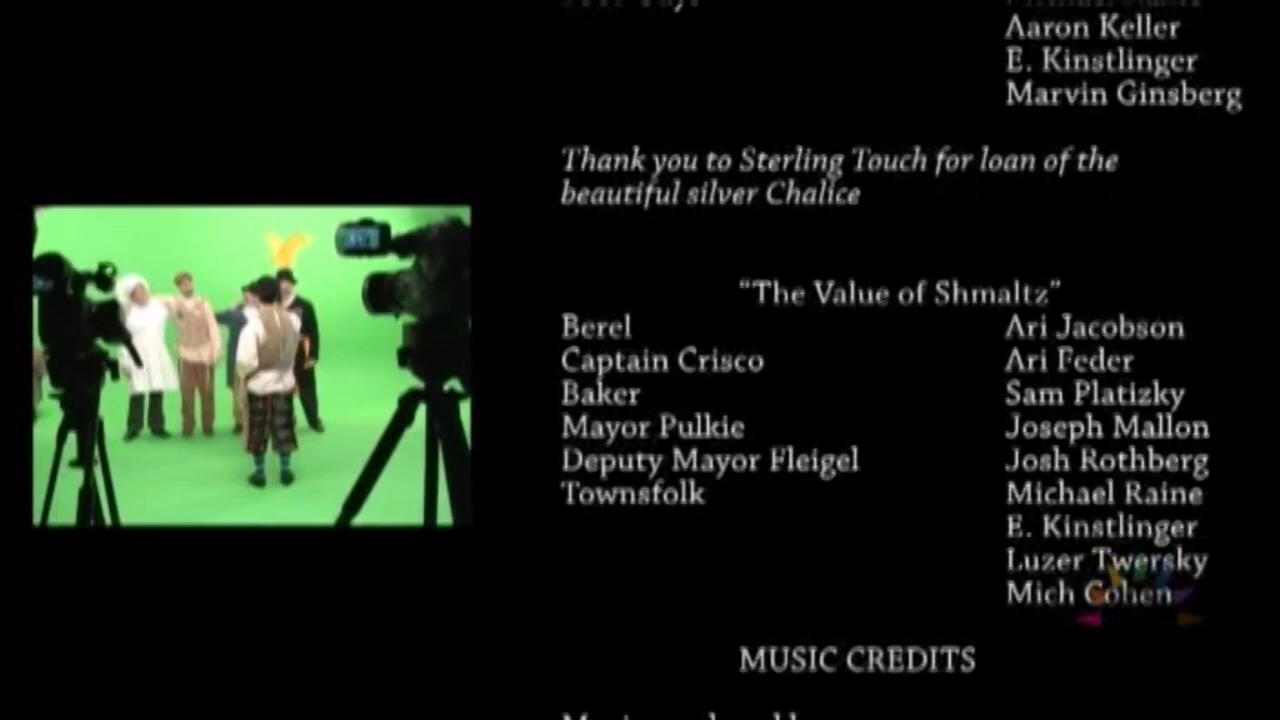 Aaron Keller
E. Kinstlinger
Marvin Ginsberg
Thank you to Sterling Touch for loan of the
beautiful silver Chalice
“The Value of Shmaltz”
Berel Ari Jacobson
Captain Crisco Ari Feder
Baker Sam Platizky
Mayor Pulkie Joseph Mallon
Deputy Mayor Fleigel Josh Rothberg
Townsfolk Michael Raine
E. Kinstlinger
Luzer Twersky
Mich Cohen
MUSIC CREDITS